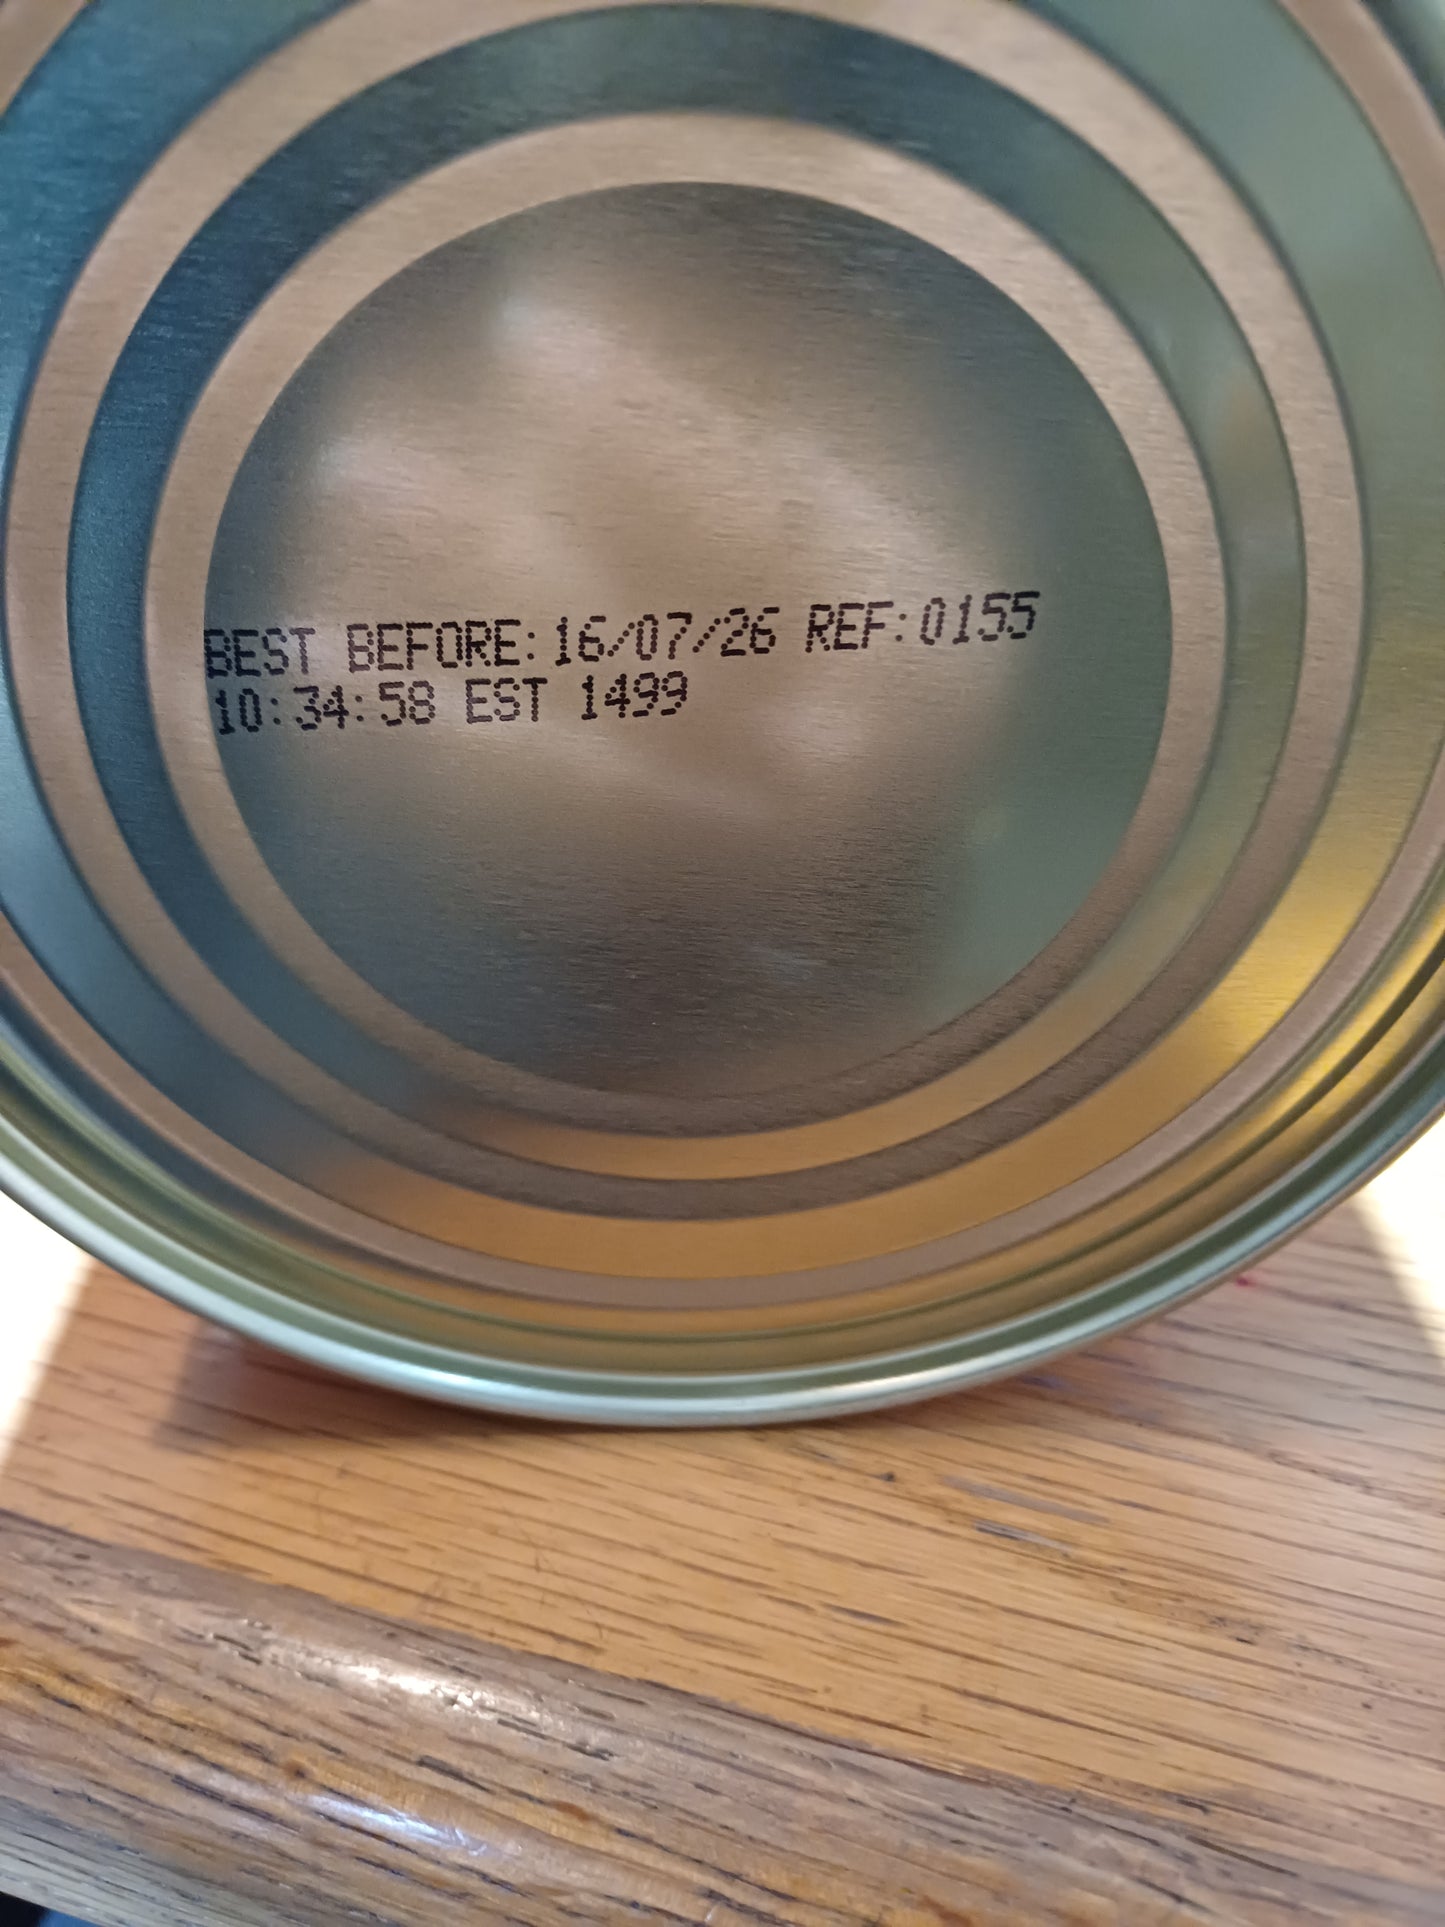 BEST BEFORE:16/07/26 REF:0155
10:34:58 EST 1499